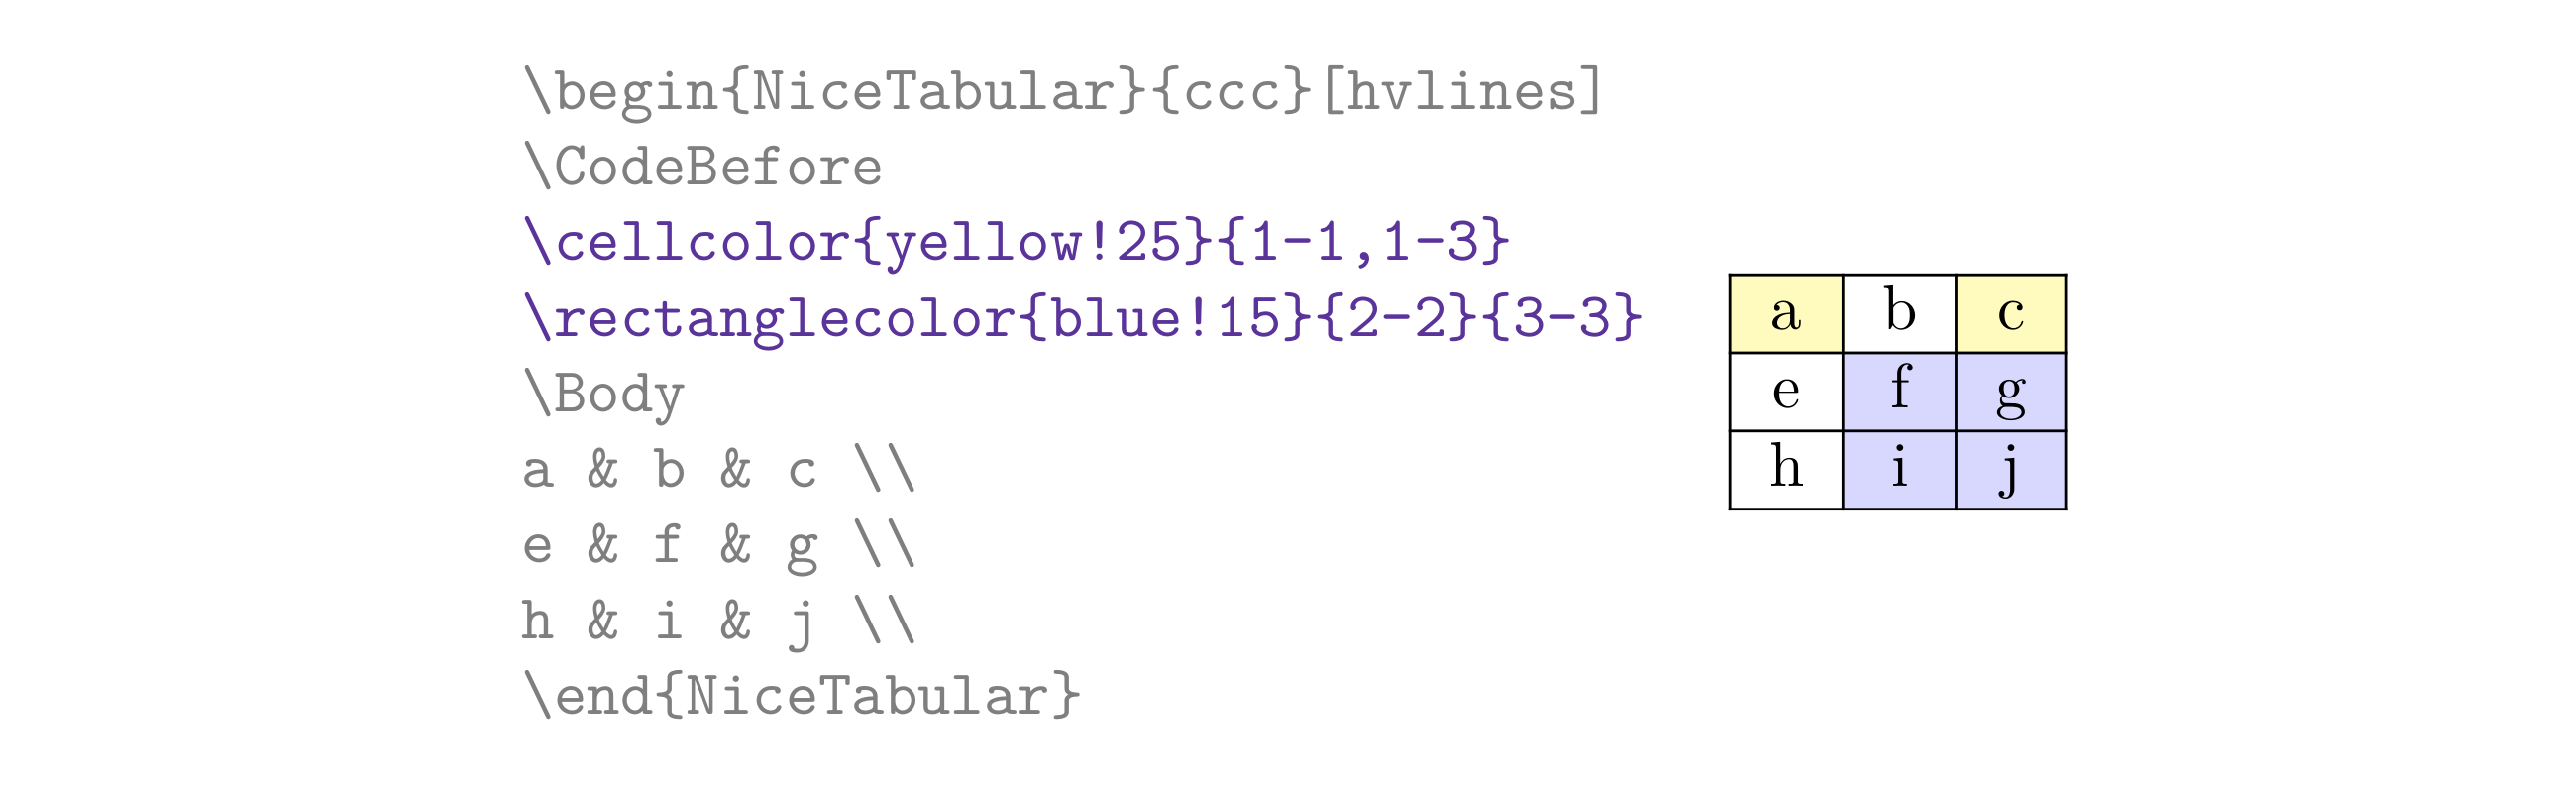 \begin{NiceTabular}{ccc}[hvlines]
\CodeBefore
\cellcolor{yellow!25}{1-1,1-3}
\rectanglecolor{blue!15}{2-2}{3-3}
\Body
a & b & c \\
e & f & g \\
h & i & j \\
\end{NiceTabular}
a b c
e f g
h i j